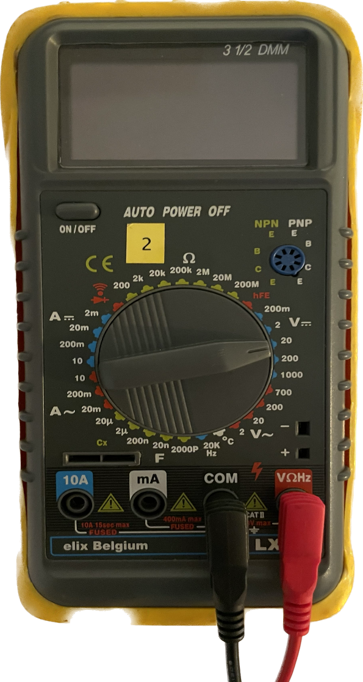 3 1/2 DMM
AUTO POWER OFF
ON/OFF
2
NPN PNP
E E
B B
C C
E E
Ω
200 2k 20k 200k 2M 20M 200M
hFE
A
2m
20m
200m
10
V
200m
2
20
200
1000
A~
10
200m
20m
V~
700
200
20
2
Cx
F
20µ 2µ 200n 20n 2000P
20K
Hz
°C
-
+
10A
mA
COM
VΩHz
10A 15sec max
FUSED
400mA max
FUSED
CAT II
max
elix Belgium
LX